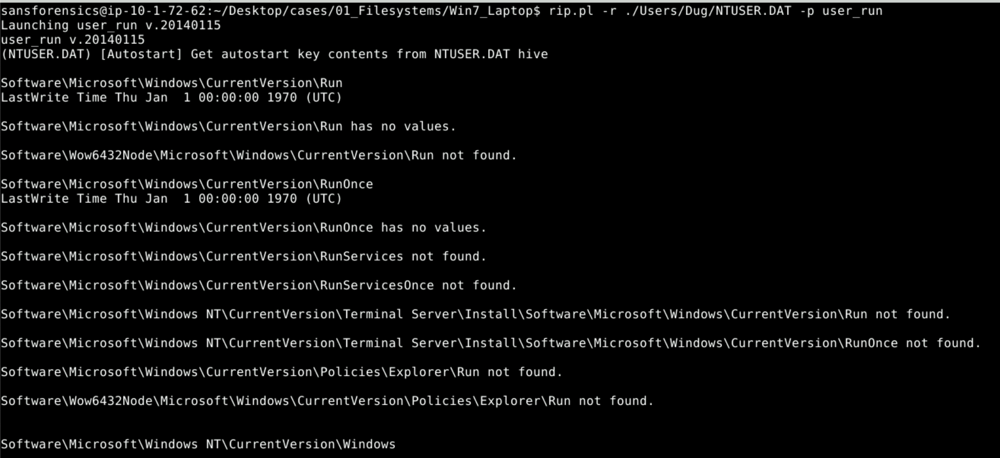 sansforensics@ip-10-1-72-62:~/Desktop/cases/01_Filesystems/Win7_Laptop$ rip.pl -r ./Users/Dug/NTUSER.DAT -p user_run
Launching user_run v.20140115
user_run v.20140115
(NTUSER.DAT) [Autostart] Get autostart key contents from NTUSER.DAT hive
Software\Microsoft\Windows\CurrentVersion\Run
LastWrite Time Thu Jan  1 00:00:00 1970 (UTC)
Software\Microsoft\Windows\CurrentVersion\Run has no values.
Software\Wow6432Node\Microsoft\Windows\CurrentVersion\Run not found.
Software\Microsoft\Windows\CurrentVersion\RunOnce
LastWrite Time Thu Jan  1 00:00:00 1970 (UTC)
Software\Microsoft\Windows\CurrentVersion\RunOnce has no values.
Software\Microsoft\Windows\CurrentVersion\RunServices not found.
Software\Microsoft\Windows\CurrentVersion\RunServicesOnce not found.
Software\Microsoft\Windows NT\CurrentVersion\Terminal Server\Install\Software\Microsoft\Windows\CurrentVersion\Run not found.
Software\Microsoft\Windows NT\CurrentVersion\Terminal Server\Install\Software\Microsoft\Windows\CurrentVersion\RunOnce not found.
Software\Microsoft\Windows\CurrentVersion\Policies\Explorer\Run not found.
Software\Wow6432Node\Microsoft\Windows\CurrentVersion\Policies\Explorer\Run not found.
Software\Microsoft\Windows NT\CurrentVersion\Windows